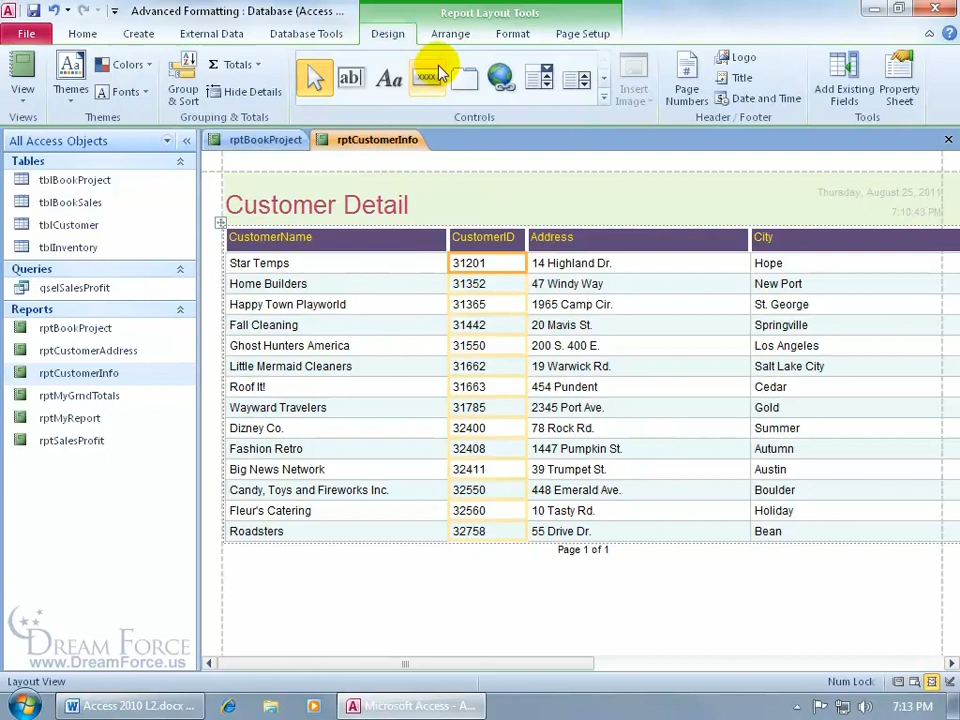 Advanced Formatting : Database (Access ...
Report Layout Tools
File
Home
Create
External Data
Database Tools
Design
Arrange
Format
Page Setup
View
Themes
Colors
Fonts
Group & Sort
Totals
Hide Details
Aa
Insert Image
Page Numbers
Logo
Title
Date and Time
Add Existing Fields
Property Sheet
Views
Themes
Grouping & Totals
Controls
Header / Footer
Tools
All Access Objects
rptBookProject
rptCustomerInfo
Tables
tblBookProject
tblBookSales
tblCustomer
tblInventory
Queries
qselSalesProfit
Reports
rptBookProject
rptCustomerAddress
rptCustomerInfo
rptMyGrndTotals
rptMyReport
rptSalesProfit
Customer Detail
Thursday, August 25, 2011
7:10:43 PM
CustomerName CustomerID Address City
Star Temps 31201 14 Highland Dr. Hope
Home Builders 31352 47 Windy Way New Port
Happy Town Playworld 31365 1965 Camp Cir. St. George
Fall Cleaning 31442 20 Mavis St. Springville
Ghost Hunters America 31550 200 S. 400 E. Los Angeles
Little Mermaid Cleaners 31662 19 Warwick Rd. Salt Lake City
Roof It! 31663 454 Pundent Cedar
Wayward Travelers 31785 2345 Port Ave. Gold
Dizney Co. 32400 78 Rock Rd. Summer
Fashion Retro 32408 1447 Pumpkin St. Autumn
Big News Network 32411 39 Trumpet St. Austin
Candy, Toys and Fireworks Inc. 32550 448 Emerald Ave. Boulder
Fleur's Catering 32560 10 Tasty Rd. Holiday
Roadsters 32758 55 Drive Dr. Bean
Page 1 of 1
DREAM FORCE
www.DreamForce.us
Layout View
Num Lock
Access 2010 L2.docx ...
Microsoft Access - A...
7:13 PM